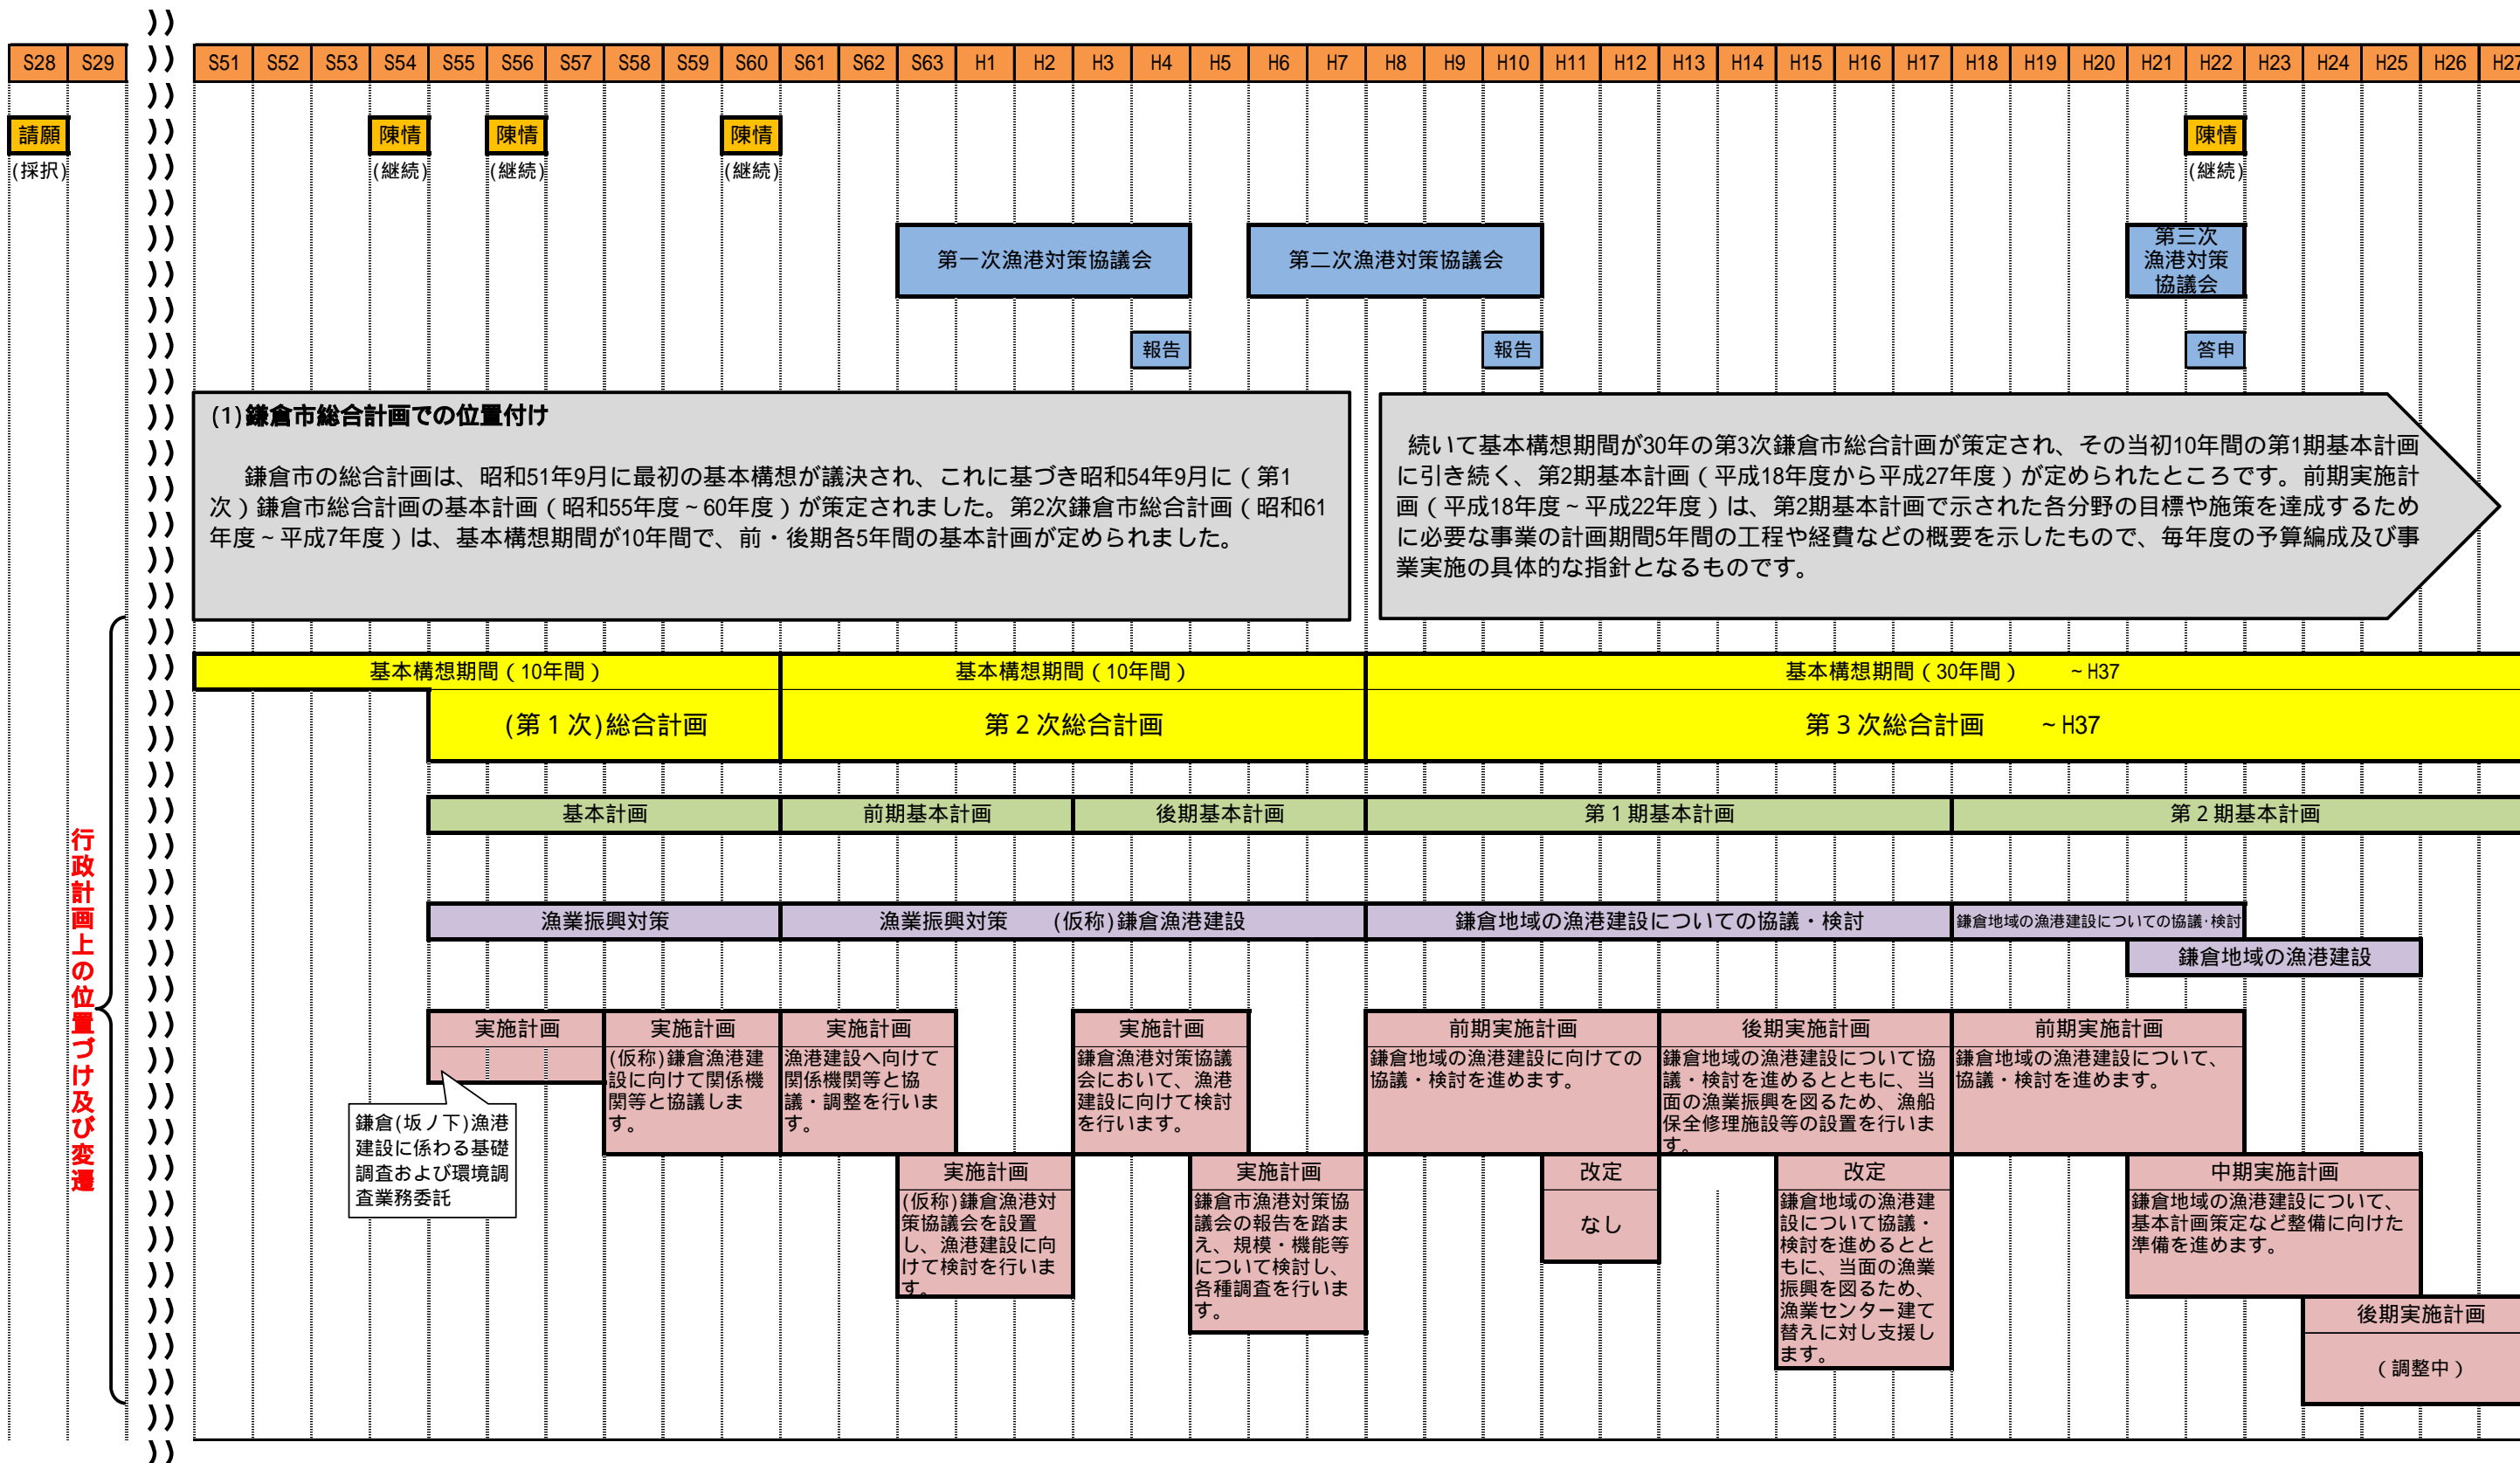 S28 S29 S51 S52 S53 S54 S55 S56 S57 S58 S59 S60 S61 S62 S63 H1 H2 H3 H4 H5 H6 H7 H8 H9 H10 H11 H12 H13 H14 H15 H16 H17 H18 H19 H20 H21 H22 H23 H24 H25 H26 H27
請願 陳情 陳情 陳情 陳情
(採択) (継続) (継続) (継続) (継続)
第一次漁港対策協議会
第二次漁港対策協議会
第三次
漁港対策
協議会
報告 報告 答申
(1)鎌倉市総合計画での位置付け
鎌倉市の総合計画は、昭和51年9月に最初の基本構想が議決され、これに基づき昭和54年9月に(第1
次)鎌倉市総合計画の基本計画(昭和55年度~60年度)が策定されました。第2次鎌倉市総合計画(昭和61
年度~平成7年度)は、基本構想期間が10年間で、前・後期各5年間の基本計画が定められました。
続いて基本構想期間が30年の第3次鎌倉市総合計画が策定され、その当初10年間の第1期基本計画
に引き続く、第2期基本計画(平成18年度から平成27年度)が定められたところです。前期実施計
画(平成18年度~平成22年度)は、第2期基本計画で示された各分野の目標や施策を達成するため
に必要な事業の計画期間5年間の工程や経費などの概要を示したもので、毎年度の予算編成及び事
業実施の具体的な指針となるものです。
行政計画上の位置づけ及び変遷
基本構想期間(10年間) 基本構想期間(10年間) 基本構想期間(30年間) ~H37
(第1次)総合計画 第2次総合計画 第3次総合計画 ~H37
基本計画 前期基本計画 後期基本計画 第1期基本計画 第2期基本計画
漁業振興対策 漁業振興対策 (仮称)鎌倉漁港建設 鎌倉地域の漁港建設についての協議・検討 鎌倉地域の漁港建設についての協議・検討
鎌倉地域の漁港建設
実施計画
鎌倉(坂ノ下)漁港
建設に係わる基礎
調査および環境調
査業務委託
実施計画
(仮称)鎌倉漁港建
設に向けて関係機
関等と協議しま
す。
実施計画
漁港建設へ向けて
関係機関等と協
議・調整を行いま
す。
実施計画
(仮称)鎌倉漁港対
策協議会を設置
し、漁港建設に向
けて検討を行いま
す。
実施計画
鎌倉漁港対策協議
会において、漁港
建設に向けて検討
を行います。
実施計画
鎌倉市漁港対策協
議会の報告を踏ま
え、規模・機能等
について検討し、
各種調査を行いま
す。
前期実施計画
鎌倉地域の漁港建設に向けての
協議・検討を進めます。
改定
なし
後期実施計画
鎌倉地域の漁港建設について協
議・検討を進めるとともに、当
面の漁業振興を図るため、漁船
保全修理施設等の設置を行いま
す。
改定
鎌倉地域の漁港建
設について協議・
検討を進めるとと
もに、当面の漁業
振興を図るため、
漁業センター建て
替えに対し支援し
ます。
前期実施計画
鎌倉地域の漁港建設について、
協議・検討を進めます。
中期実施計画
鎌倉地域の漁港建設について、
基本計画策定など整備に向けた
準備を進めます。
後期実施計画
(調整中)